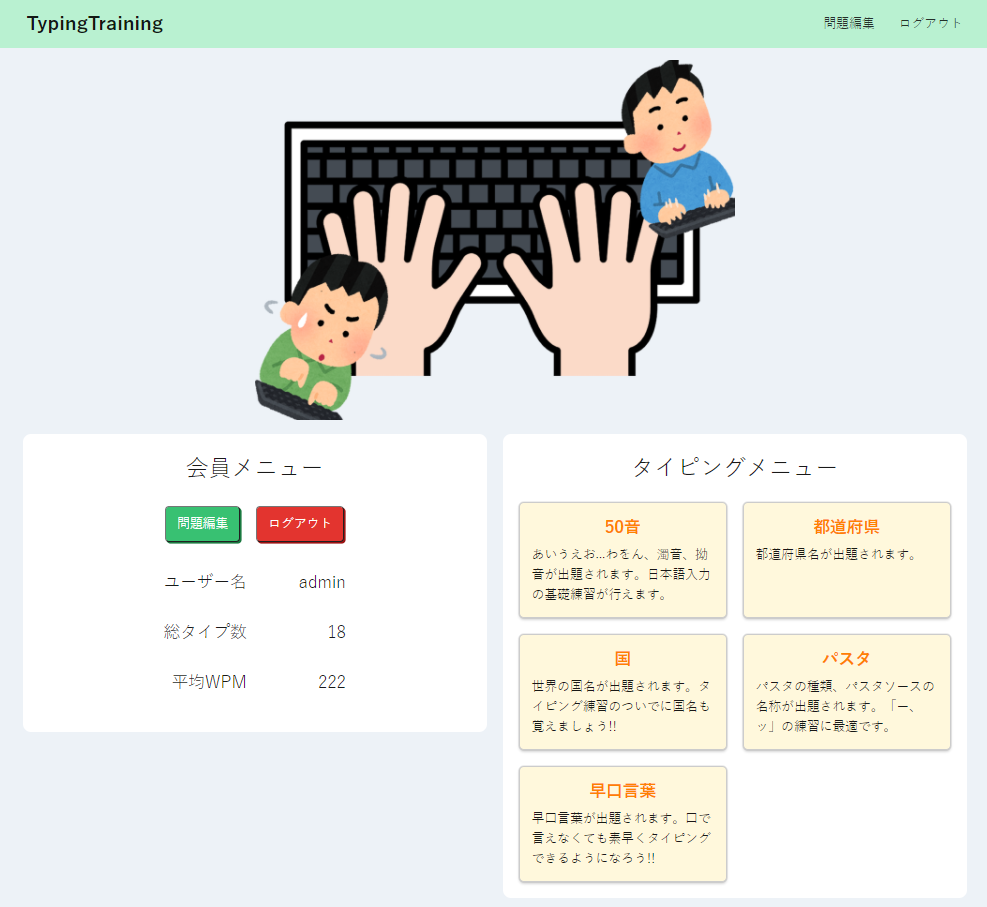 TypingTraining
問題編集 ログアウト
会員メニュー
問題編集 ログアウト
ユーザー名 admin
総タイプ数 18
平均WPM 222
タイピングメニュー
50音
あいうえお...わをん、濁音、拗
音が出題されます。日本語入力
の基礎練習が行えます。
都道府県
都道府県名が出題されます。
国
世界の国名が出題されます。タ
イピング練習のついでに国名も
覚えましょう!!
パスタ
パスタの種類、パスタソースの
名称が出題されます。「ー、
ッ」の練習に最適です。
早口言葉
早口言葉が出題されます。口で
言えなくても素早くタイピング
できるようになろう!!